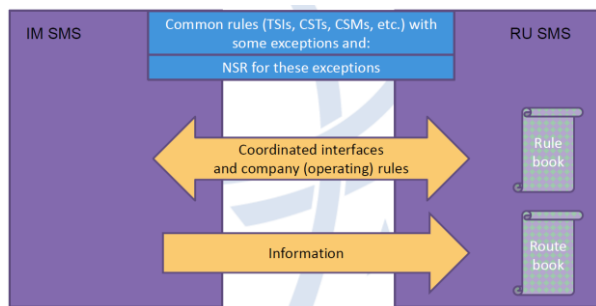 IM SMS
Common rules (TSIs, CSTs, CSMs, etc.) with
some exceptions and:
NSR for these exceptions
RU SMS
Coordinated interfaces
and company (operating) rules
Rule
book
Information
Route
book